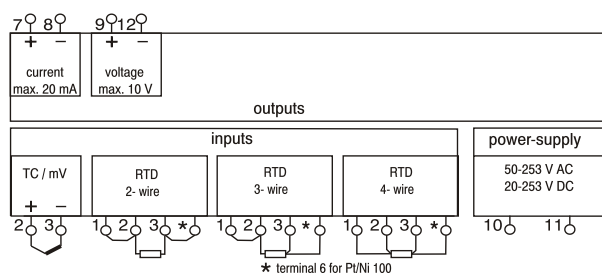 7 8 9 12
+ − + −
current
max. 20 mA
voltage
max. 10 V
outputs
inputs
power-supply
TC / mV
+ −
RTD
2- wire
RTD
3- wire
RTD
4- wire
50-253 V AC
20-253 V DC
2 3 1 2 3 * 1 2 3 * 1 2 3 * 10 11
* terminal 6 for Pt/Ni 100